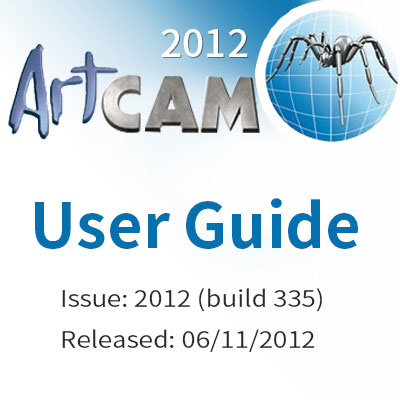 2012
ArtCAM
User Guide
Issue: 2012 (build 335)
Released: 06/11/2012